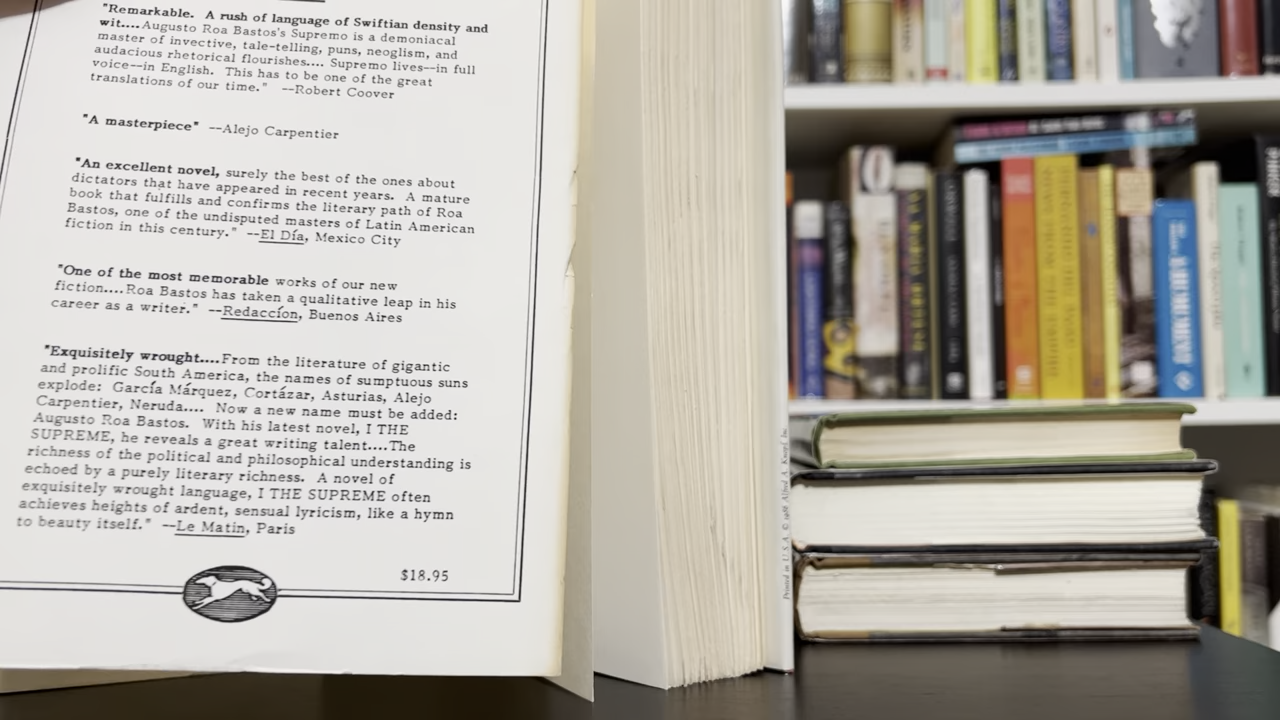 "Remarkable. A rush of language of Swiftian density and
wit....Augusto Roa Bastos's Supremo is a demoniacal
master of invective, tale-telling, puns, neoglism, and
audacious rhetorical flourishes.... Supremo lives--in full
voice--in English. This has to be one of the great
translations of our time." --Robert Coover
"A masterpiece" --Alejo Carpentier
"An excellent novel, surely the best of the ones about
dictators that have appeared in recent years. A mature
book that fulfills and confirms the literary path of Roa
Bastos, one of the undisputed masters of Latin American
fiction in this century." --El Día, Mexico City
"One of the most memorable works of our new
fiction....Roa Bastos has taken a qualitative leap in his
career as a writer." --Redaccíon, Buenos Aires
"Exquisitely wrought....From the literature of gigantic
and prolific South America, the names of sumptuous suns
explode: García Márquez, Cortázar, Asturias, Alejo
Carpentier, Neruda.... Now a new name must be added:
Augusto Roa Bastos. With his latest novel, I THE
SUPREME, he reveals a great writing talent....The
richness of the political and philosophical understanding is
echoed by a purely literary richness. A novel of
exquisitely wrought language, I THE SUPREME often
achieves heights of ardent, sensual lyricism, like a hymn
to beauty itself." --Le Matin, Paris
$18.95
Printed in U.S.A. © 1986 Alfred A. Knopf, Inc.